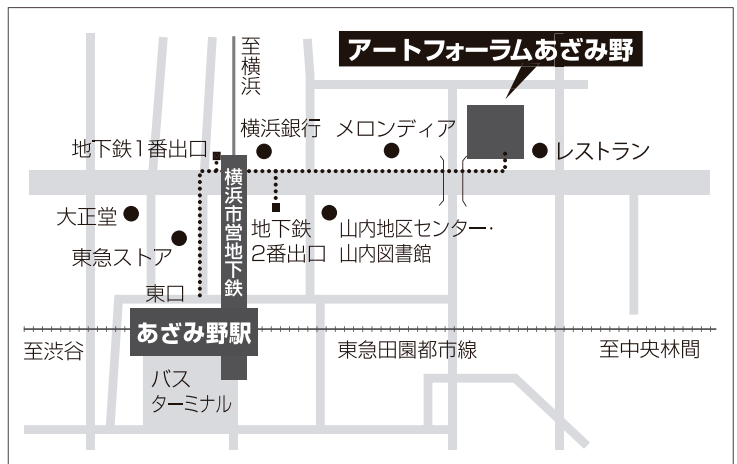 アートフォーラムあざみ野
至横浜
横浜銀行
メロンディア
地下鉄1番出口
レストラン
横浜市営地下鉄
大正堂
地下鉄
2番出口
山内地区センター・
山内図書館
東急ストア
東口
あざみ野駅
至渋谷
東急田園都市線
至中央林間
バス
ターミナル